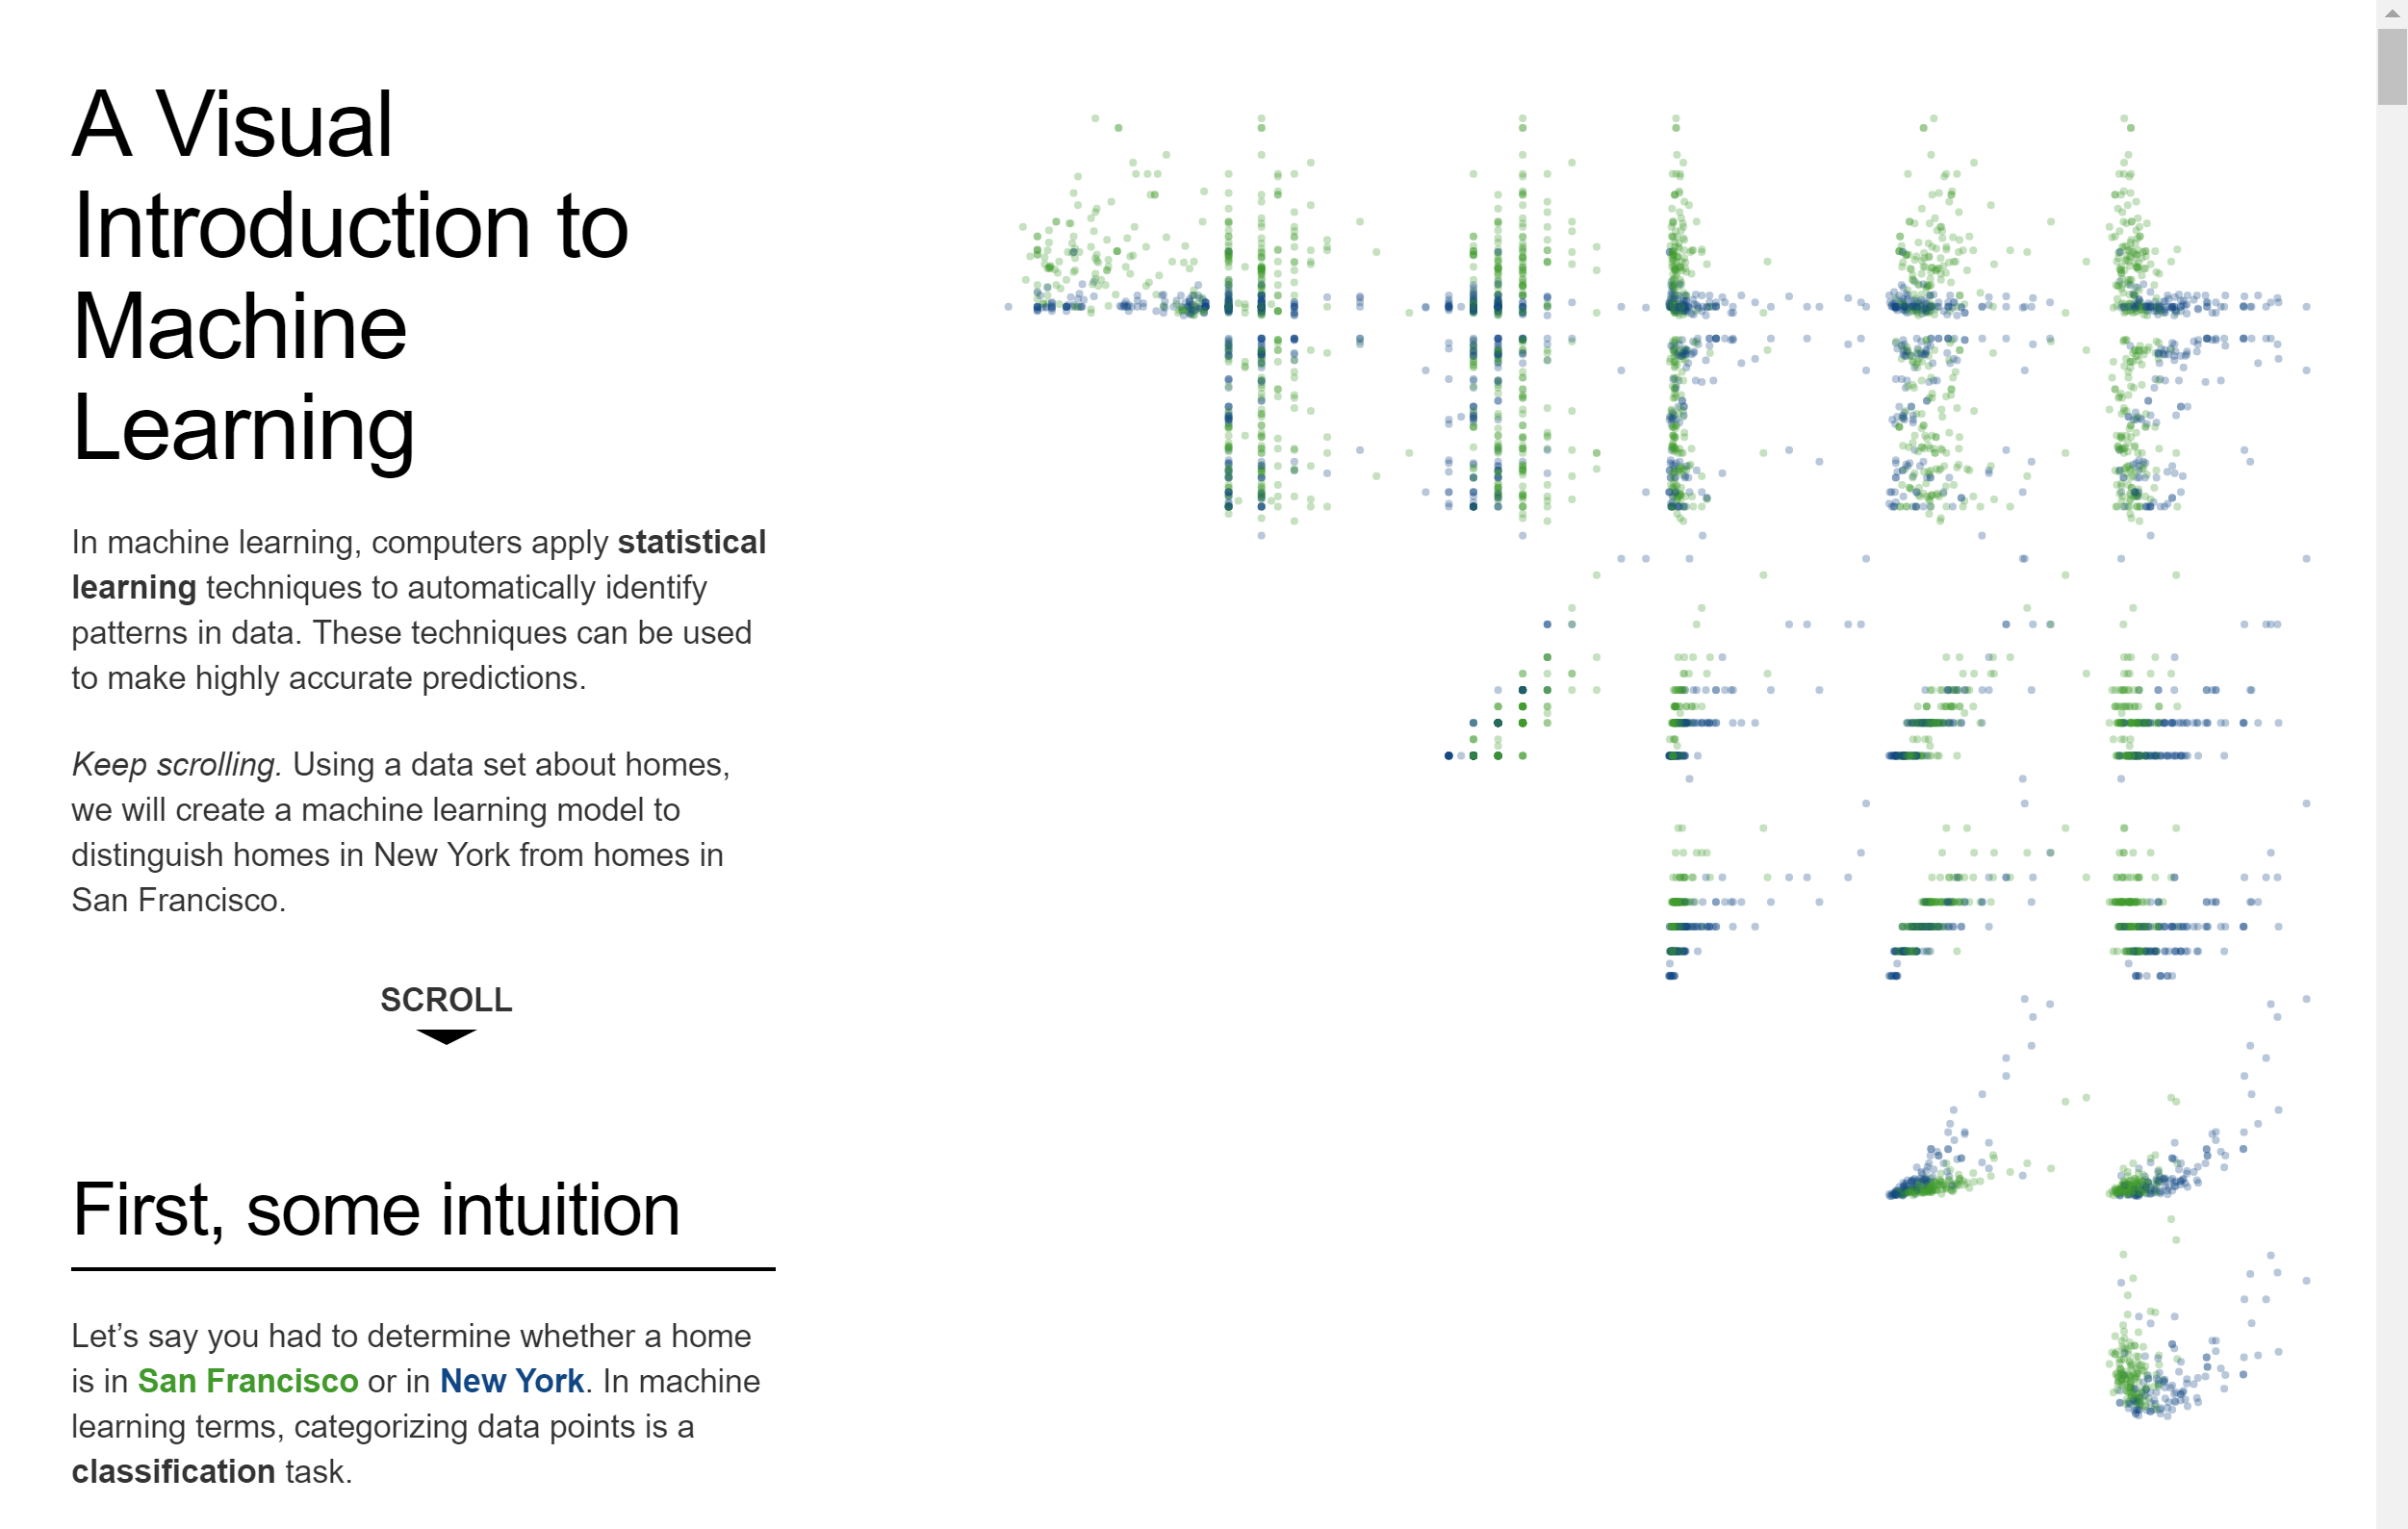 A Visual
Introduction to
Machine
Learning
In machine learning, computers apply statistical
learning techniques to automatically identify
patterns in data. These techniques can be used
to make highly accurate predictions.
Keep scrolling. Using a data set about homes,
we will create a machine learning model to
distinguish homes in New York from homes in
San Francisco.
SCROLL
First, some intuition
Let’s say you had to determine whether a home
is in San Francisco or in New York. In machine
learning terms, categorizing data points is a
classification task.